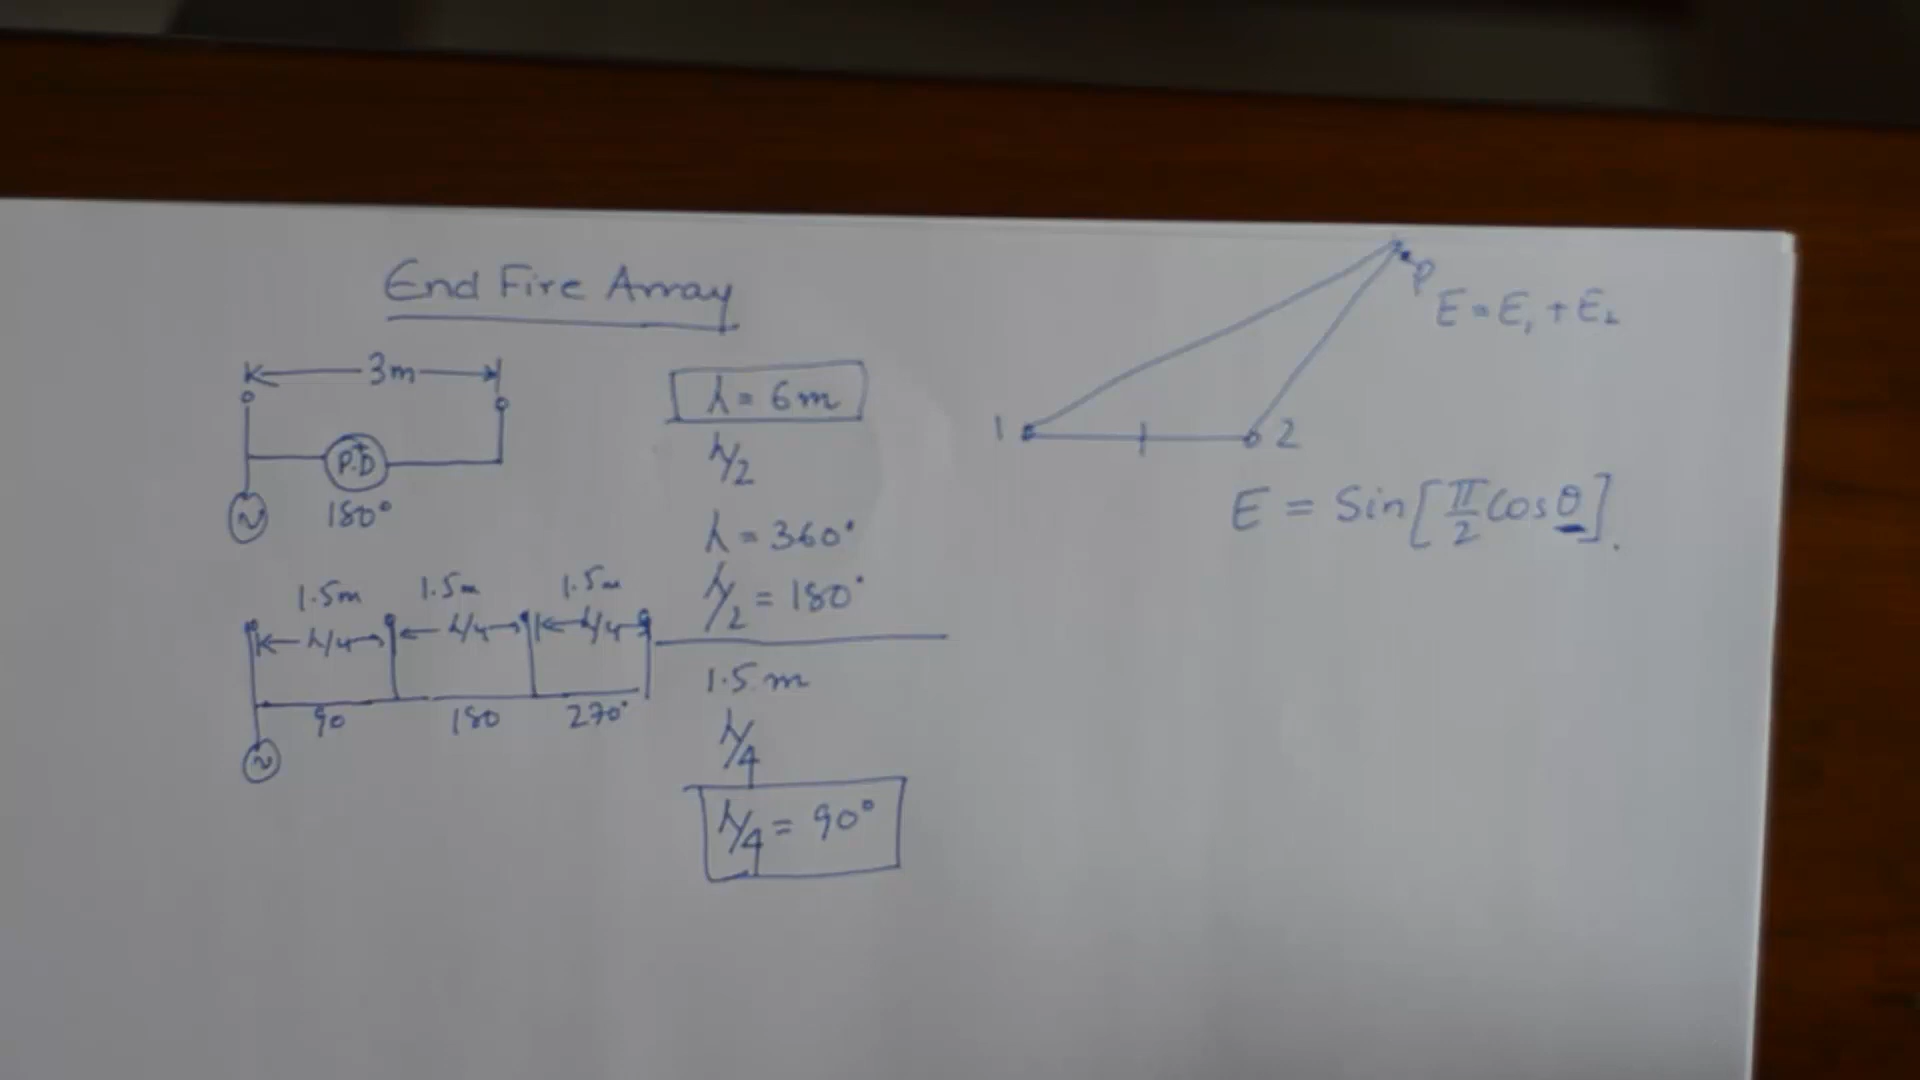 End Fire Array
3m
P.D
180°
λ = 6m
λ/2
λ = 360°
λ/2 = 180°
1.5m 1.5m 1.5m
λ/4 λ/4 λ/4
90 180 270°
1.5 m
λ/4
λ/4 = 90°
P
E = E₁ + E₂
1 2
E = Sin[π/2 Cos θ].